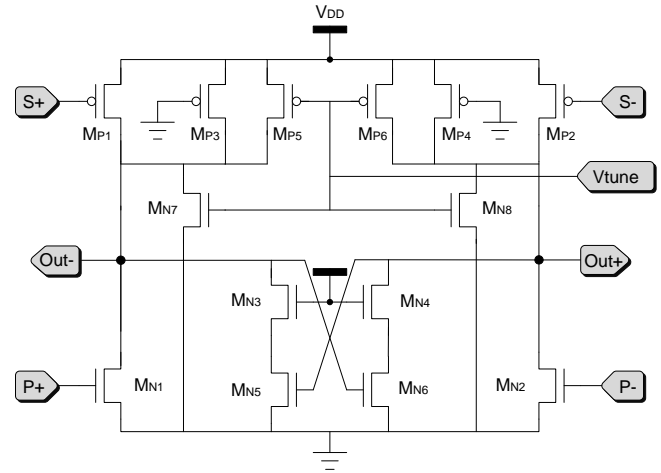 VDD
S+
S-
MP1
MP3
MP5
MP6
MP4
MP2
Vtune
MN7
MN8
Out-
Out+
MN3
MN4
P+
MN1
MN5
MN6
MN2
P-